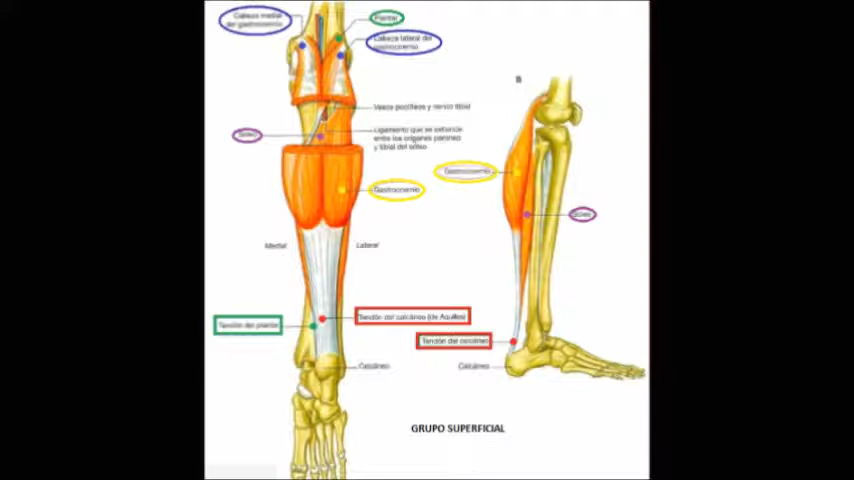 Cabeza medial
del gastrocnemio
Plantar
Cabeza lateral del
gastrocnemio
B
Vasos poplíteos y nervio tibial
Sóleo
Ligamento que se extiende
entre los orígenes peroneo
y tibial del sóleo
Gastrocnemio
Gastrocnemio
Sóleo
Medial
Lateral
Tendón del plantar
Tendón del calcáneo (de Aquiles)
Tendón del calcáneo
Calcáneo
Calcáneo
GRUPO SUPERFICIAL